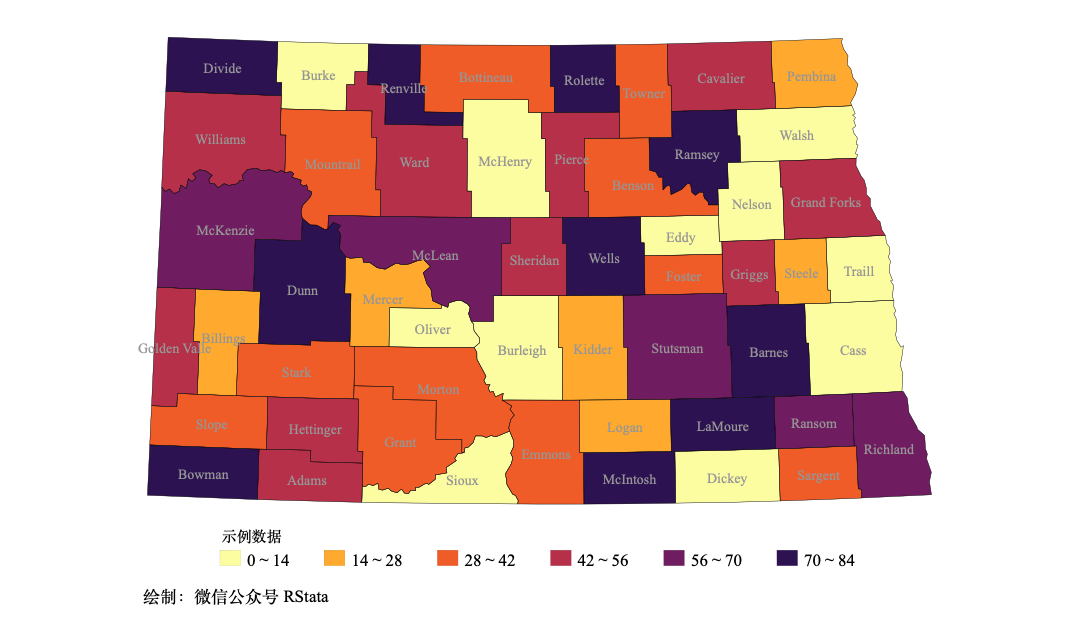 Divide
Burke
Renville
Bottineau
Rolette
Towner
Cavalier
Pembina
Williams
Mountrail
Ward
McHenry
Pierce
Benson
Ramsey
Walsh
Nelson
Grand Forks
McKenzie
McLean
Sheridan
Wells
Eddy
Foster
Griggs
Steele
Traill
Dunn
Mercer
Oliver
Golden Valle
Billings
Burleigh
Kidder
Stutsman
Barnes
Cass
Stark
Morton
Slope
Hettinger
Grant
Emmons
Logan
LaMoure
Ransom
Richland
Bowman
Adams
Sioux
McIntosh
Dickey
Sargent
示例数据
0 ~ 14 14 ~ 28 28 ~ 42 42 ~ 56 56 ~ 70 70 ~ 84
绘制：微信公众号 RStata